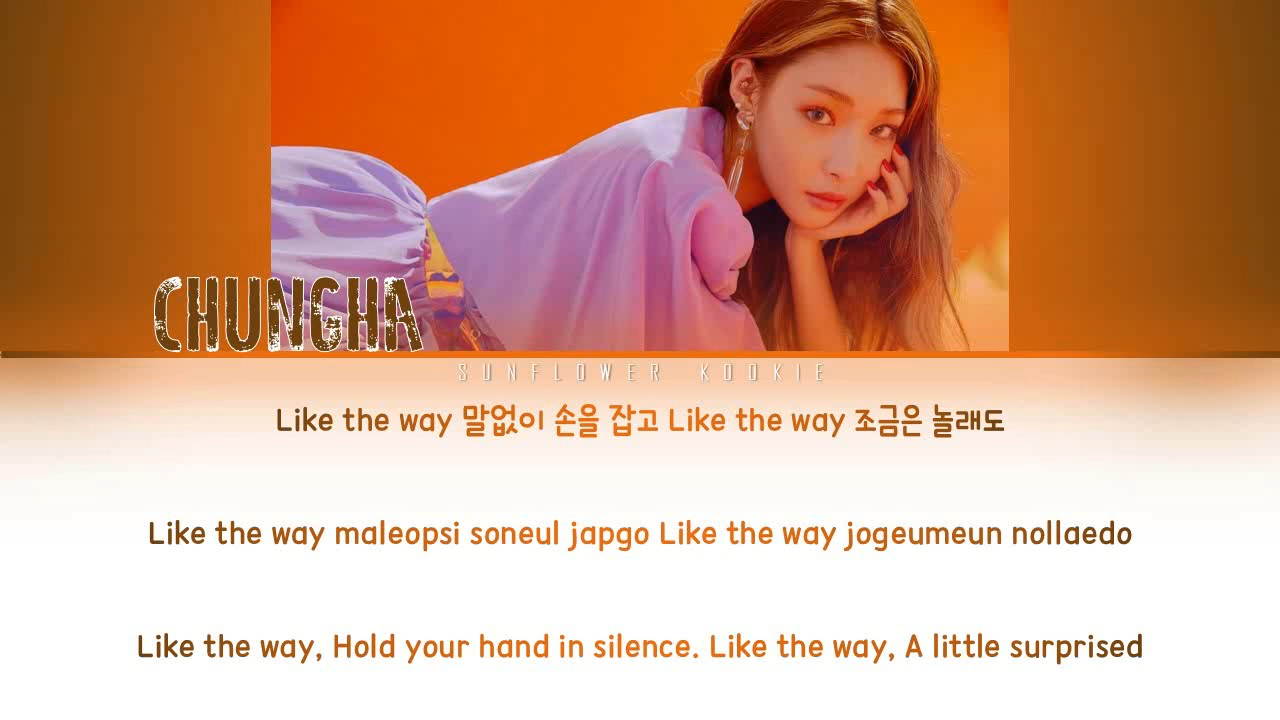 CHUNGHA
SUNFLOWER KOOKIE
Like the way 말없이 손을 잡고 Like the way 조금은 놀래도
Like the way maleopsi soneul japgo Like the way jogeumeun nollaedo
Like the way, Hold your hand in silence. Like the way, A little surprised